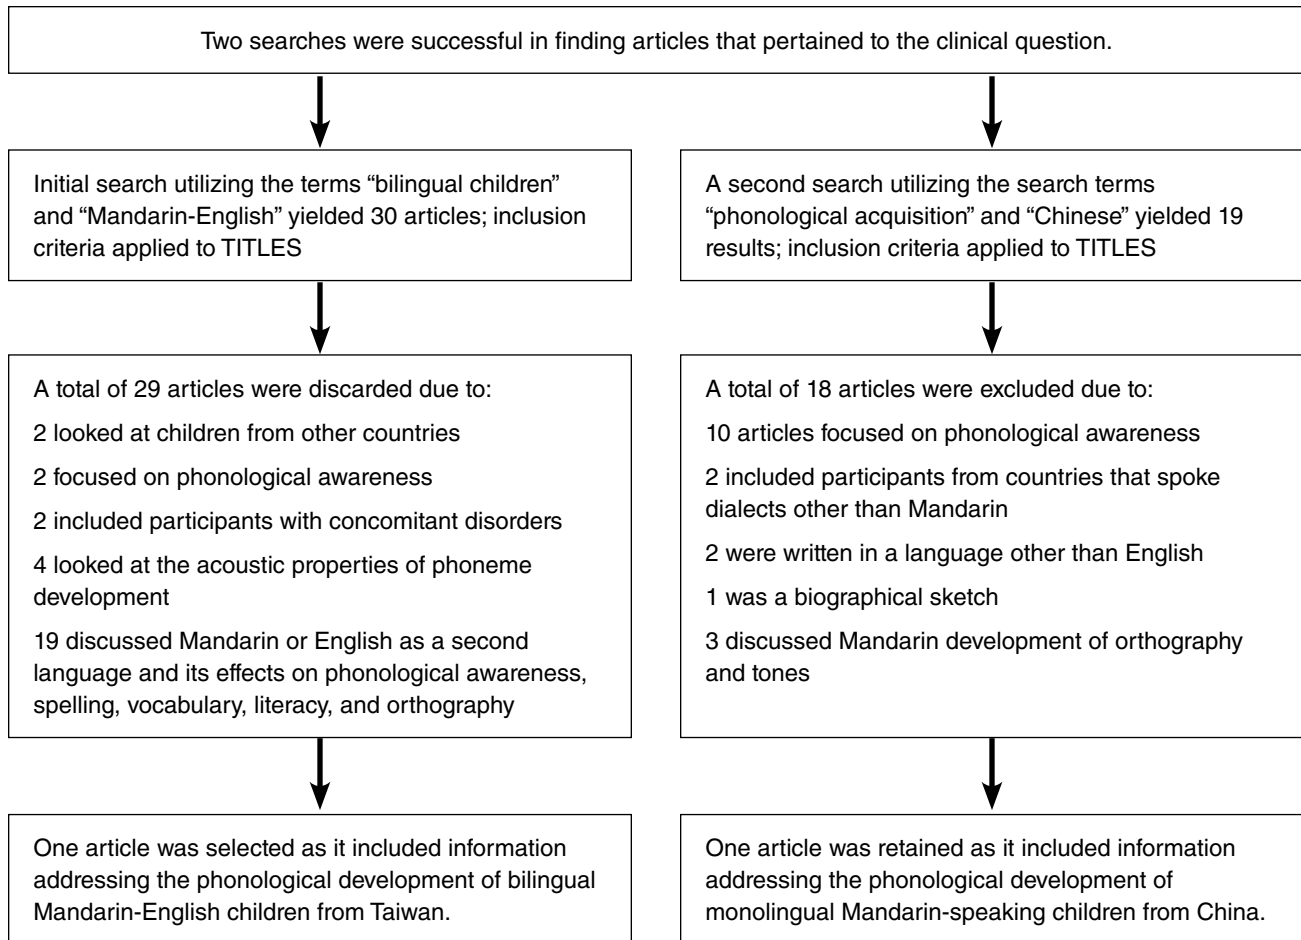 Two searches were successful in finding articles that pertained to the clinical question.
Initial search utilizing the terms “bilingual children”
and “Mandarin-English” yielded 30 articles; inclusion
criteria applied to TITLES
A total of 29 articles were discarded due to:
2 looked at children from other countries
2 focused on phonological awareness
2 included participants with concomitant disorders
4 looked at the acoustic properties of phoneme
development
19 discussed Mandarin or English as a second
language and its effects on phonological awareness,
spelling, vocabulary, literacy, and orthography
One article was selected as it included information
addressing the phonological development of bilingual
Mandarin-English children from Taiwan.
A second search utilizing the search terms
“phonological acquisition” and “Chinese” yielded 19
results; inclusion criteria applied to TITLES
A total of 18 articles were excluded due to:
10 articles focused on phonological awareness
2 included participants from countries that spoke
dialects other than Mandarin
2 were written in a language other than English
1 was a biographical sketch
3 discussed Mandarin development of orthography
and tones
One article was retained as it included information
addressing the phonological development of
monolingual Mandarin-speaking children from China.